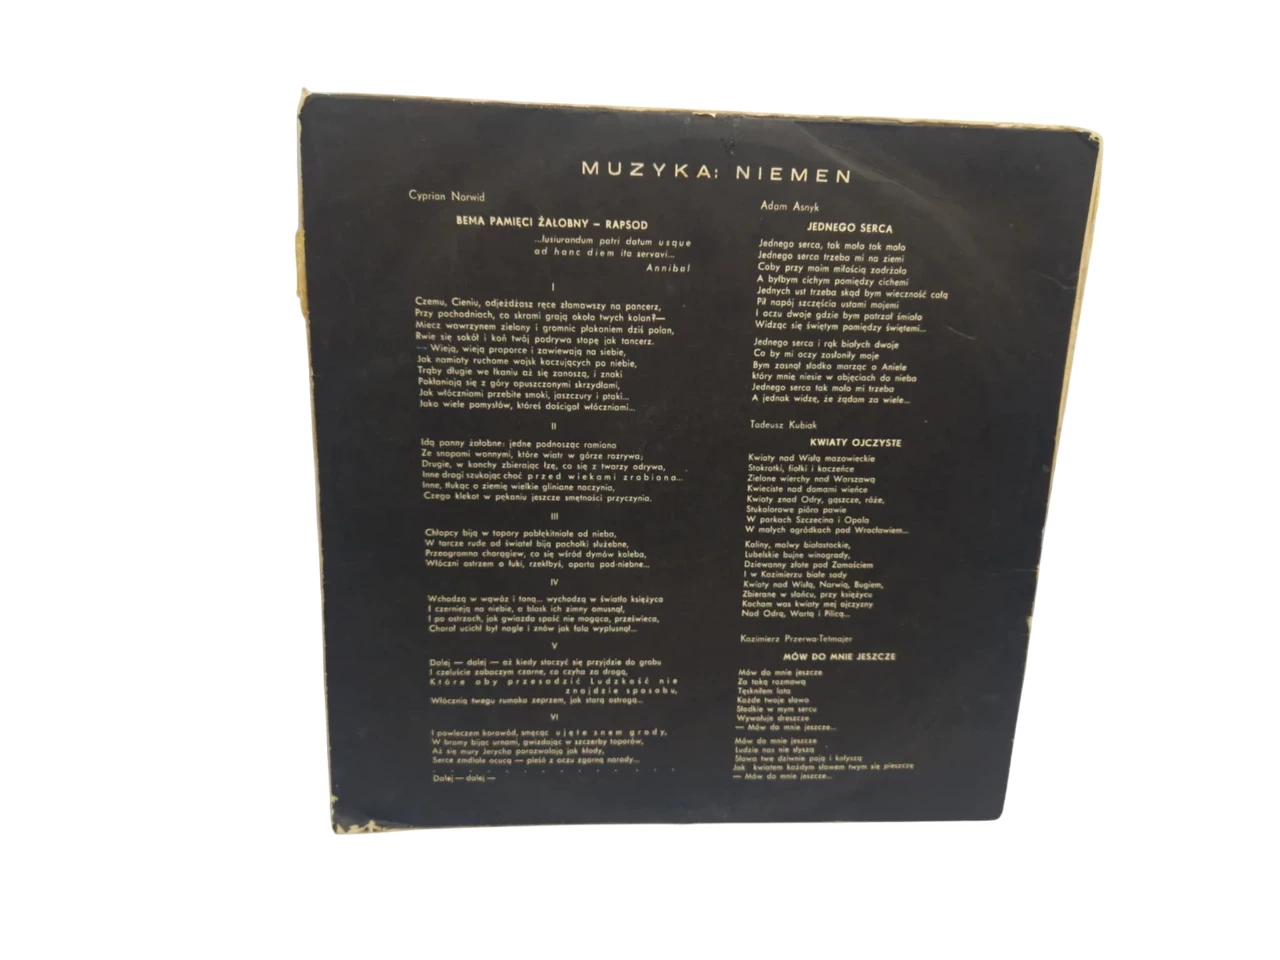 MUZYKA: NIEMEN
Cyprian Norwid
BEMA PAMIĘCI ŻAŁOBNY – RAPSOD
...Iusiurandum patri datum usque
ad hanc diem ita servavi...
Annibal
I
Czemu, Cieniu, odjeżdżasz ręce złamawszy na pancerz,
Przy pochodniach, co skrami grają około twych kolan?—
Miecz wawrzynem zielony i gromnic płakaniem dziś polan,
Rwie się sokół i koń twój podrywa stopę jak tancerz.
— Wieją, wieją proporce i zawiewają na siebie,
Jak namioty ruchome wojsk koczujących po niebie,
Trąby długie we łkaniu aż się zanoszą, i znaki
Pokłaniają się z góry opuszczonymi skrzydłami,
Jak włóczniami przebite smoki, jaszczury i ptaki...
Jako wiele pomysłów, któreś dościgał włóczniami...
II
Idą panny żałobne: jedne podnosząc ramiona
Ze snopami wonnymi, które wiatr w górze rozrywa;
Drugie, w konchy zbierając łzę, co się z twarzy odrywa,
Inne drogi szukając choć przed wiekami zrobiona...
Inne, tłukąc o ziemię wielkie gliniane naczynia,
Czego klekot w pękaniu jeszcze smętności przyczynia.
III
Chłopcy biją w topory pobłękitniałe od nieba,
W tarcze rude od świateł biją pachołki służebne,
Przeogromna chorągiew, co się wśród dymów koleba,
Włóczni ostrzem o łuki, rzekłbyś, oparta pod-niebne...
IV
Wchodzą w wąwóz i toną... wychodzą w światło księżyca
I czernieją na niebie, a blask ich zimny omusnął,
I po ostrzach, jak gwiazda spaść nie mogąca, prześwieca,
Chorał ucichł był nagle i znów jak fala wyplusnął...
V
Dalej — dalej — aż kiedy stoczyć się przyjdzie do grobu
I czeluście zobaczym czarne, co czyha za drogą,
Które aby przesadzić Ludzkość nie
znajdzie sposobu,
Włócznią twego rumaka zeprzem, jak starą ostrogą...
VI
I powleczem korowód, smęcąc ujęte snem grody,
W bramy bijąc urnami, gwizdając w szczerby toporów,
Aż się mury Jerycha porozwalają jak kłody,
Serce zmdlałe ocucą — pleśń z oczu zgarną narody...
. . . . . . . . . . . . . .
Dalej — dalej —
Adam Asnyk
JEDNEGO SERCA
Jednego serca, tak mało tak mało
Jednego serca trzeba mi na ziemi
Coby przy moim miłością zadrżało
A byłbym cichym pomiędzy cichemi
Jednych ust trzeba skąd bym wieczność całą
Pił napój szczęścia ustami mojemi
I oczu dwoje gdzie bym patrzał śmiało
Widząc się świętym pomiędzy świętemi...
Jednego serca i rąk białych dwoje
Co by mi oczy zasłoniły moje
Bym zasnął słodko marząc o Aniele
który mnię niesie w objęciach do nieba
Jednego serca tak mało mi trzeba
A jednak widzę, że żądam za wiele...
Tadeusz Kubiak
KWIATY OJCZYSTE
Kwiaty nad Wisłą mazowieckie
Stokrotki, fiołki i kaczeńce
Zielone wierchy nad Warszawą
Kwieciste nad domami wieńce
Kwiaty znad Odry, gąszcze, róże,
Stukolorowe pióra pawie
W parkach Szczecina i Opola
W małych ogródkach pod Wrocławiem...
Kaliny, malwy białostockie,
Lubelskie bujne winogrady,
Dziewanny złote pod Zamościem
I w Kazimierzu białe sady
Kwiaty nad Wisłą, Narwią, Bugiem,
Zbierane w słońcu, przy księżycu
Kocham was kwiaty mej ojczyzny
Nad Odrą, Wartą i Pilicą...
Kazimierz Przerwa-Tetmajer
MÓW DO MNIE JESZCZE
Mów do mnie jeszcze
Za taką rozmową
Tęskniłem lata
Każde twoje słowo
Słodkie w mym sercu
Wywołuje dreszcze
— Mów do mnie jeszcze...
Mów do mnie jeszcze
Ludzie nas nie słyszą
Słowa twe dziwnie poją i kołyszą
Jak kwiatem każdym słowem twym się pieszczę
— Mów do mnie jeszcze...